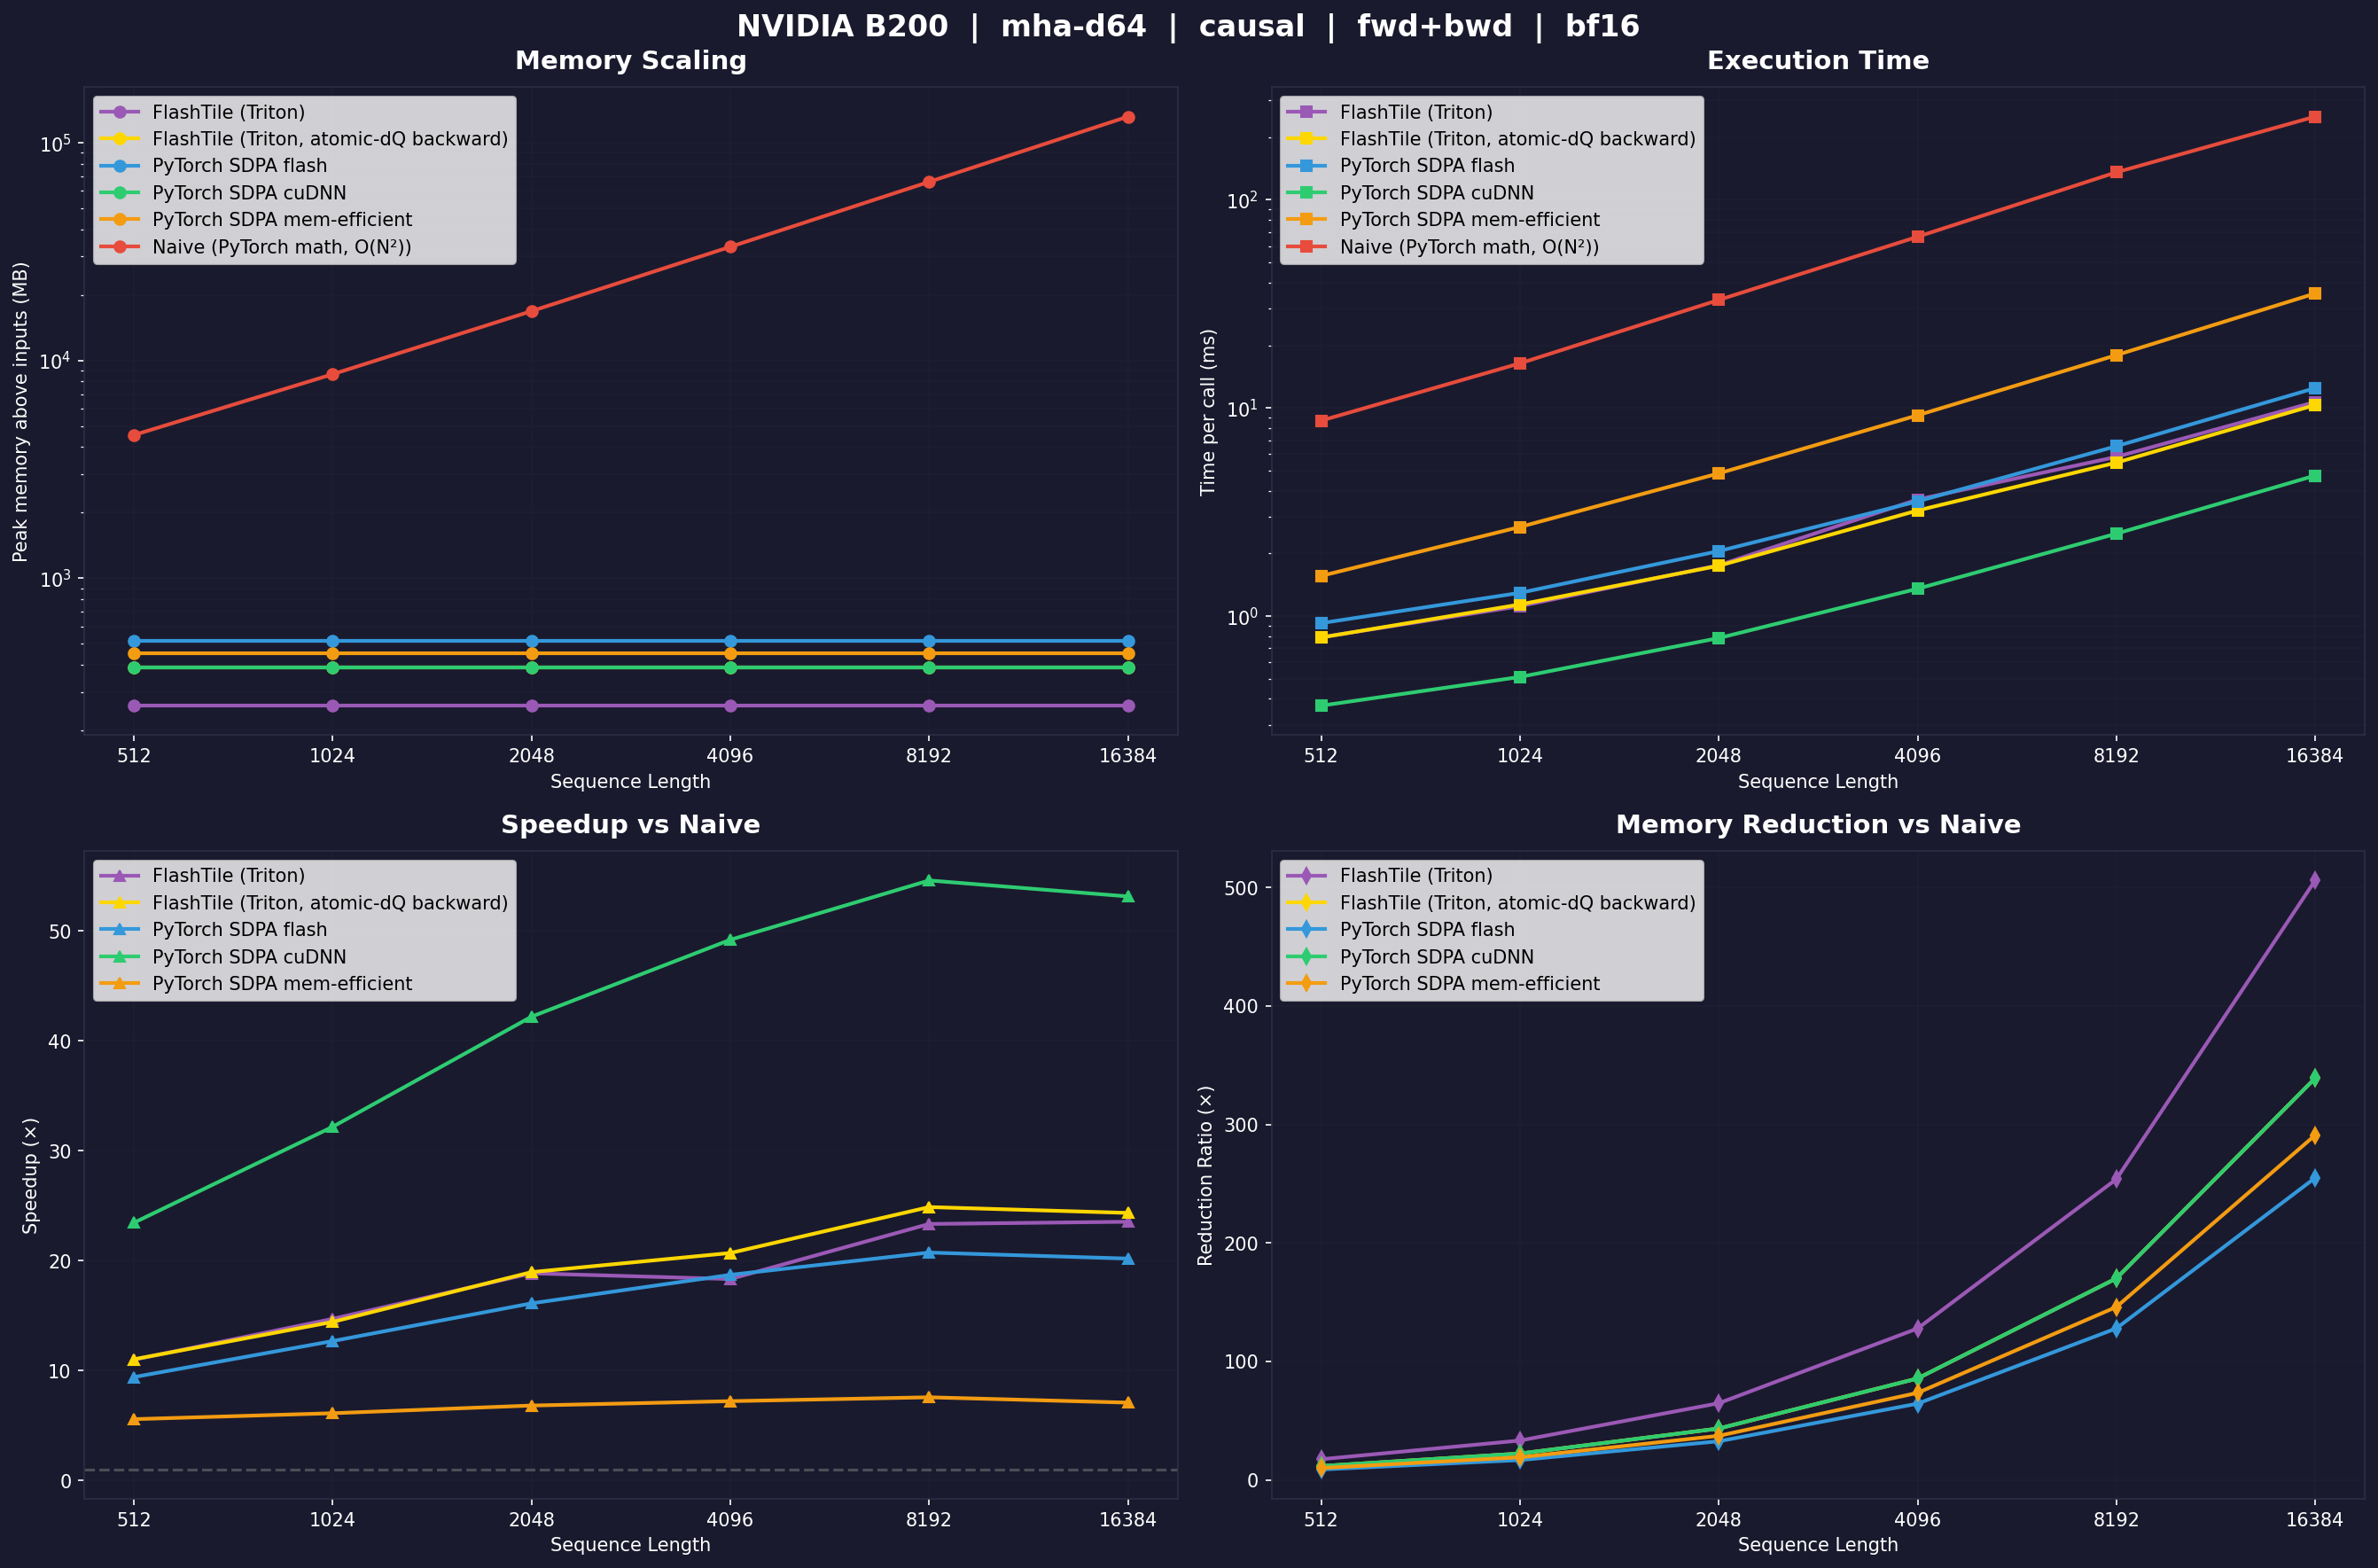 NVIDIA B200 | mha-d64 | causal | fwd+bwd | bf16
Memory Scaling
FlashTile (Triton)
FlashTile (Triton, atomic-dQ backward)
PyTorch SDPA flash
PyTorch SDPA cuDNN
PyTorch SDPA mem-efficient
Naive (PyTorch math, O(N²))
Peak memory above inputs (MB)
10⁵
10⁴
10³
512 1024 2048 4096 8192 16384
Sequence Length
Execution Time
FlashTile (Triton)
FlashTile (Triton, atomic-dQ backward)
PyTorch SDPA flash
PyTorch SDPA cuDNN
PyTorch SDPA mem-efficient
Naive (PyTorch math, O(N²))
Time per call (ms)
10²
10¹
10⁰
512 1024 2048 4096 8192 16384
Sequence Length
Speedup vs Naive
FlashTile (Triton)
FlashTile (Triton, atomic-dQ backward)
PyTorch SDPA flash
PyTorch SDPA cuDNN
PyTorch SDPA mem-efficient
Speedup (×)
50
40
30
20
10
0
512 1024 2048 4096 8192 16384
Sequence Length
Memory Reduction vs Naive
FlashTile (Triton)
FlashTile (Triton, atomic-dQ backward)
PyTorch SDPA flash
PyTorch SDPA cuDNN
PyTorch SDPA mem-efficient
Reduction Ratio (×)
500
400
300
200
100
0
512 1024 2048 4096 8192 16384
Sequence Length